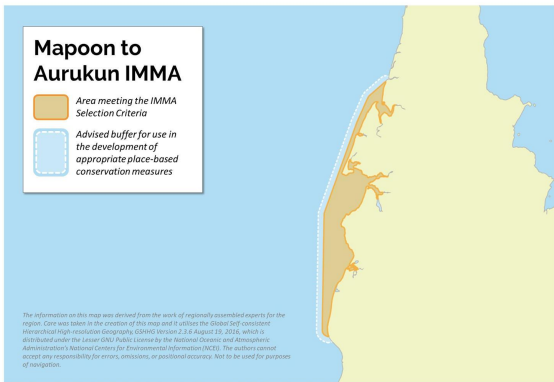 Mapoon to
Aurukun IMMA
Area meeting the IMMA
Selection Criteria
Advised buffer for use in
the development of
appropriate place-based
conservation measures
The information on this map was derived from the work of regionally assembled experts for the
region. Care was taken in the creation of this map and it utilises the Global Self-consistent
Hierarchical High-resolution Geography, GSHHG Version 2.3.6 August 19, 2016, which is
distributed under the Lesser GNU Public License by the National Oceanic and Atmospheric
Administration's National Centers for Environmental Information (NCEI). The authors cannot
accept any responsibility for errors, omissions, or positional accuracy. Not to be used for purposes
of navigation.